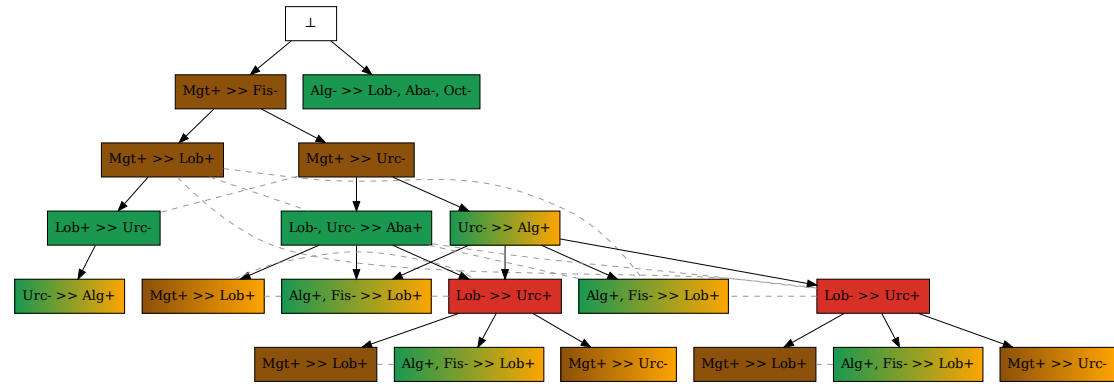 ⊥
Mgt+ >> Fis-
Alg- >> Lob-, Aba-, Oct-
Mgt+ >> Lob+
Mgt+ >> Urc-
Lob+ >> Urc-
Lob-, Urc- >> Aba+
Urc- >> Alg+
Urc- >> Alg+
Mgt+ >> Lob+
Alg+, Fis- >> Lob+
Lob- >> Urc+
Alg+, Fis- >> Lob+
Lob- >> Urc+
Mgt+ >> Lob+
Alg+, Fis- >> Lob+
Mgt+ >> Urc-
Mgt+ >> Lob+
Alg+, Fis- >> Lob+
Mgt+ >> Urc-